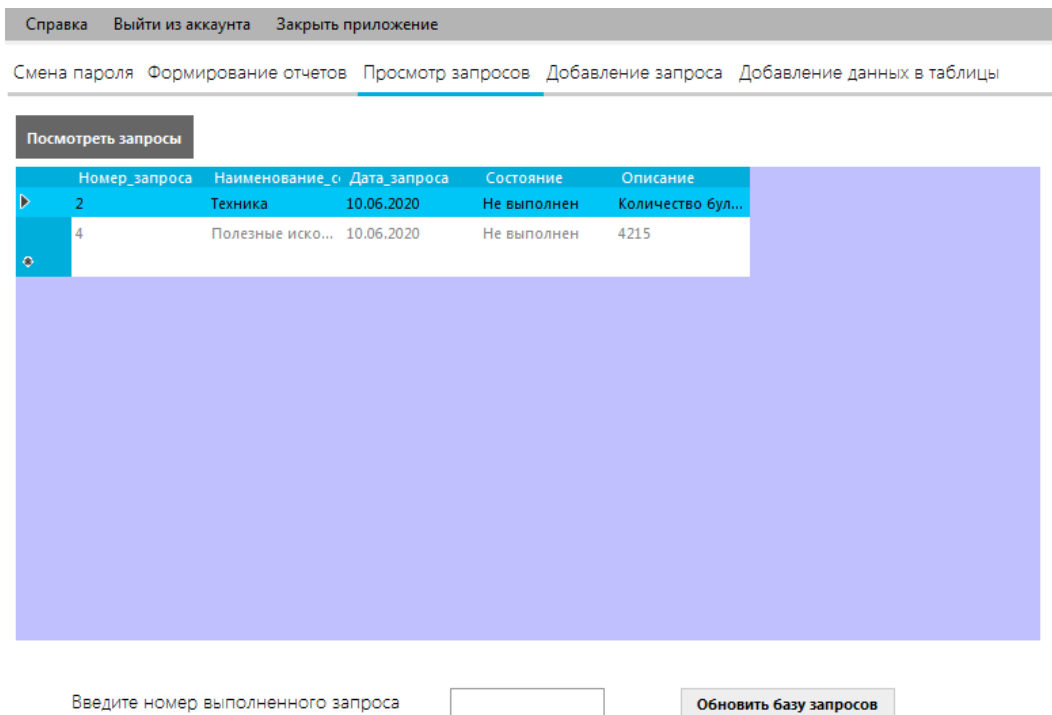 Справка Выйти из аккаунта Закрыть приложение
Смена пароля Формирование отчетов Просмотр запросов Добавление запроса Добавление данных в таблицы
Посмотреть запросы
Номер_запроса Наименование_с Дата_запроса Состояние Описание
2 Техника 10.06.2020 Не выполнен Количество бул...
4 Полезные иско... 10.06.2020 Не выполнен 4215
Введите номер выполненного запроса Обновить базу запросов